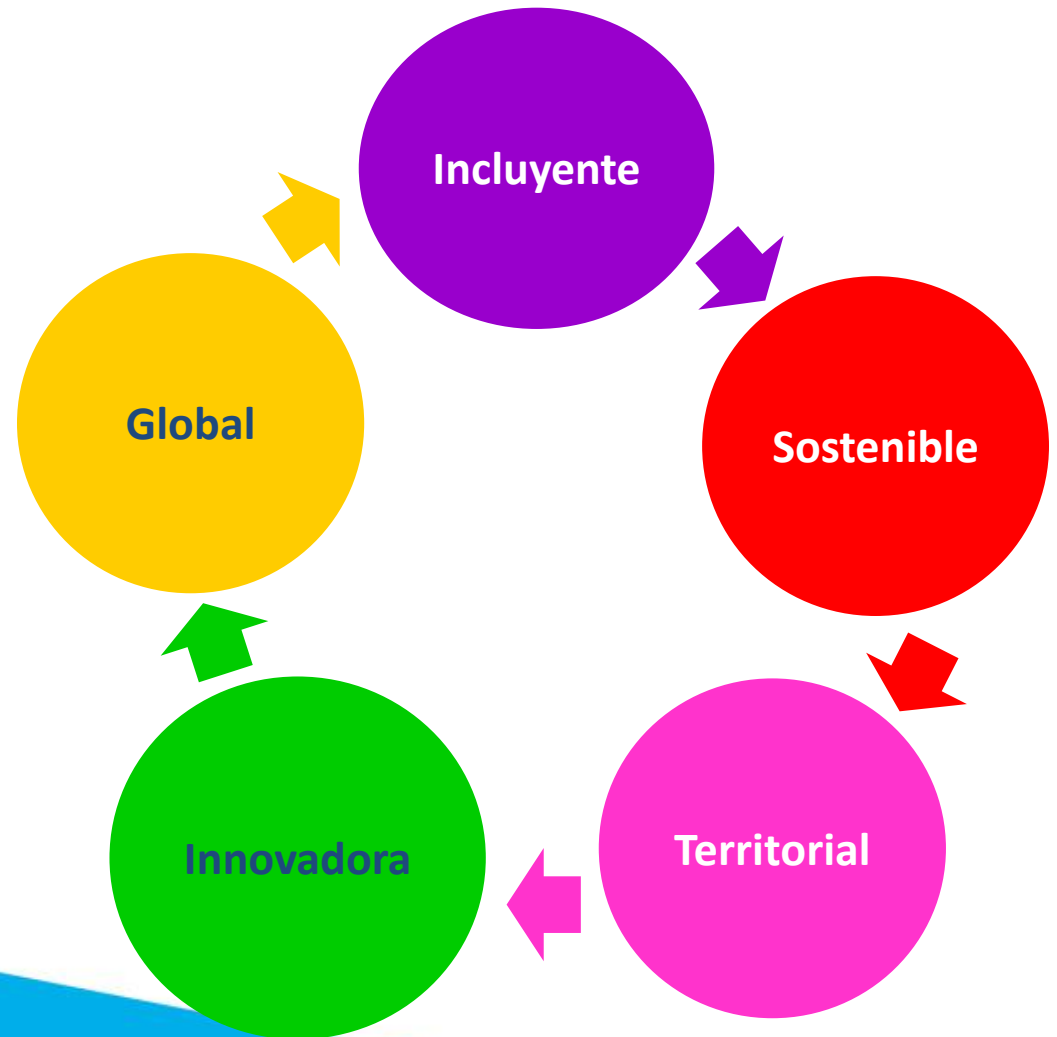 Incluyente
Sostenible
Territorial
Innovadora
Global